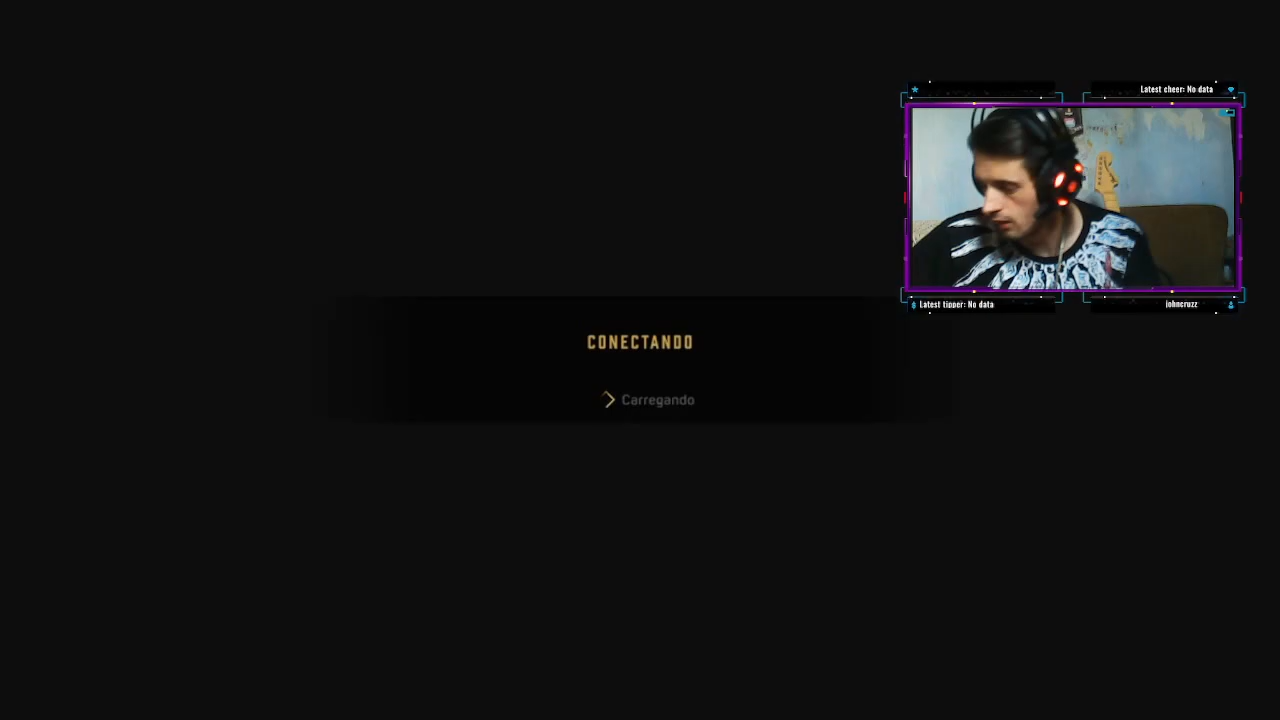 Latest cheer: No data
Latest tipper: No data
johncruzz
CONECTANDO
Carregando